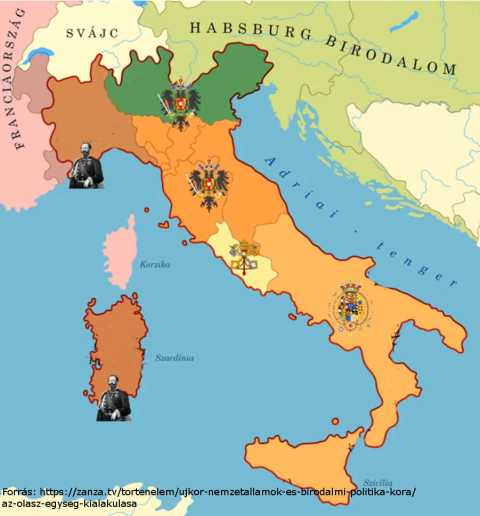 FRANCIAORSZÁG
SVÁJC
HABSBURG BIRODALOM
Adriai-tenger
Korzika
Szardínia
Szicília
Forrás: https://zanza.tv/tortenelem/ujkor-nemzetallamok-es-birodalmi-politika-kora/
az-olasz-egyseg-kialakulasa